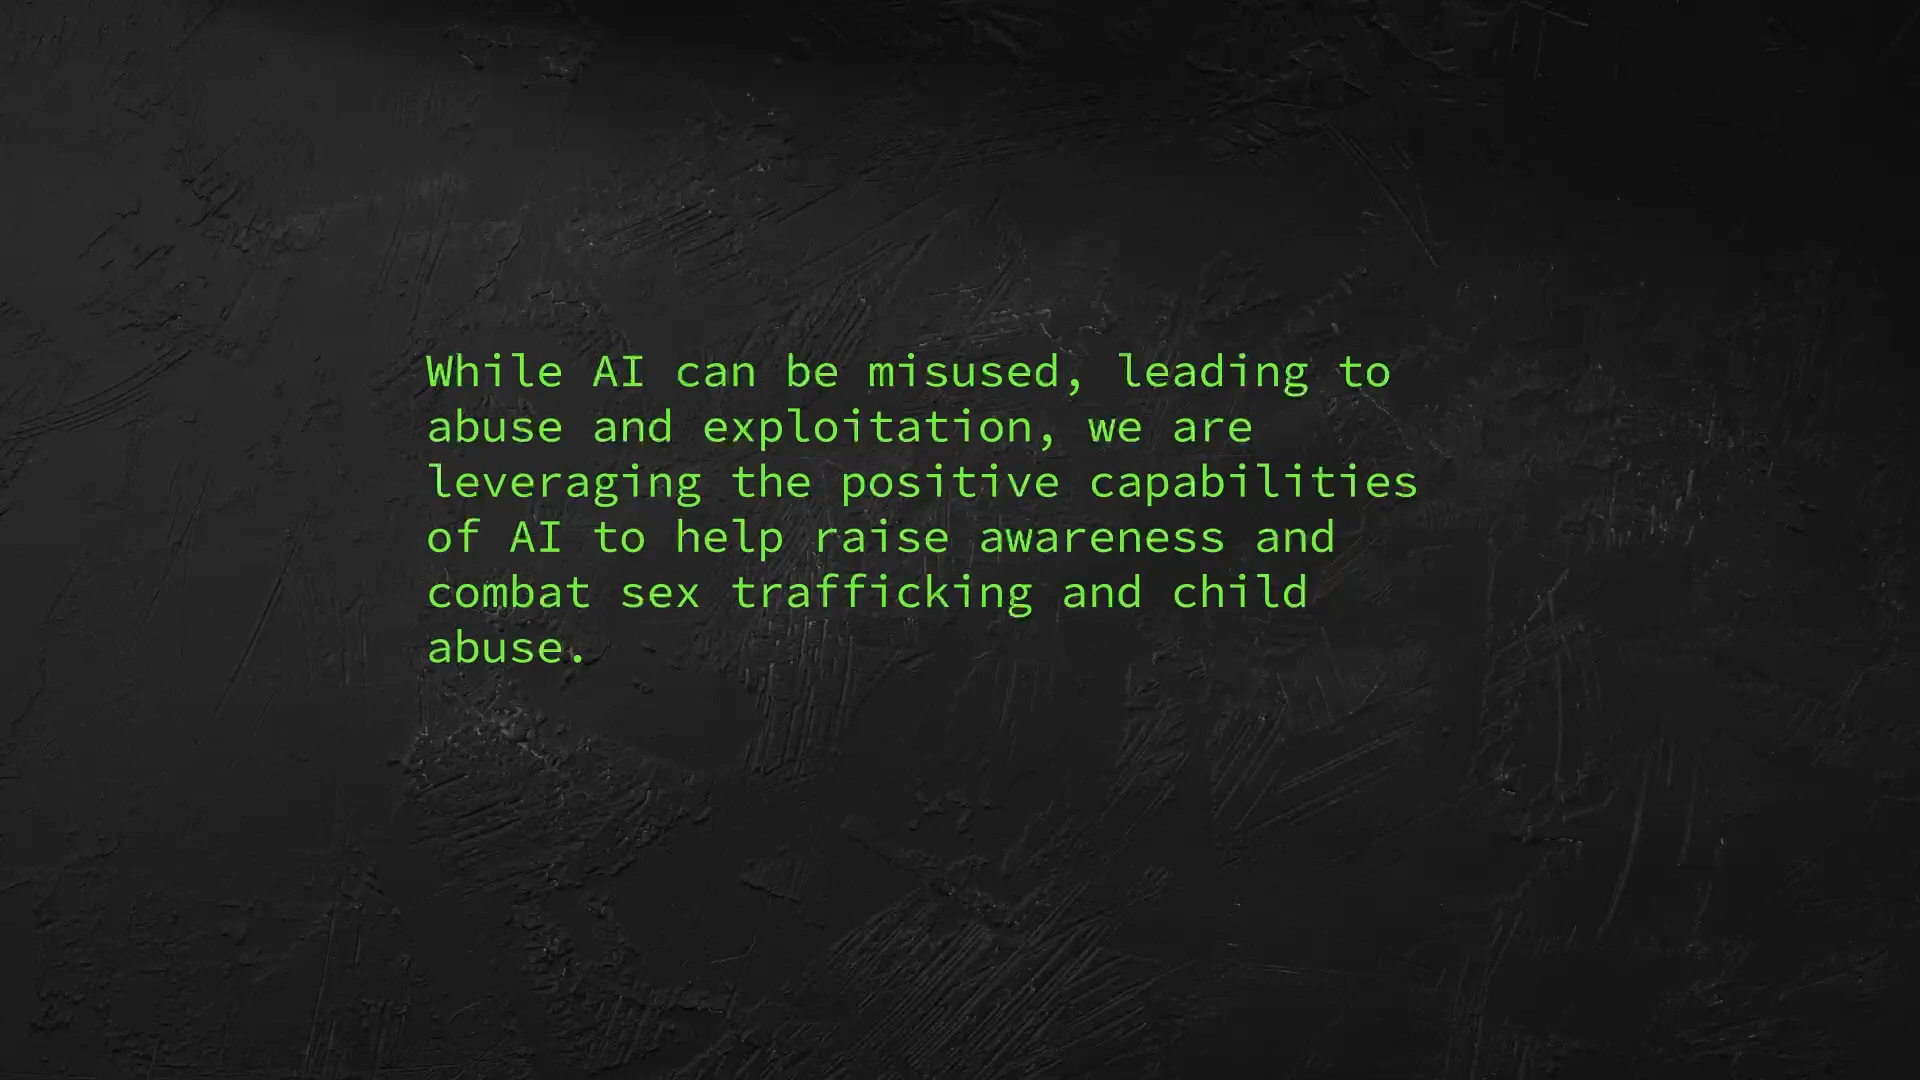 While AI can be misused, leading to
abuse and exploitation, we are
leveraging the positive capabilities
of AI to help raise awareness and
combat sex trafficking and child
abuse.